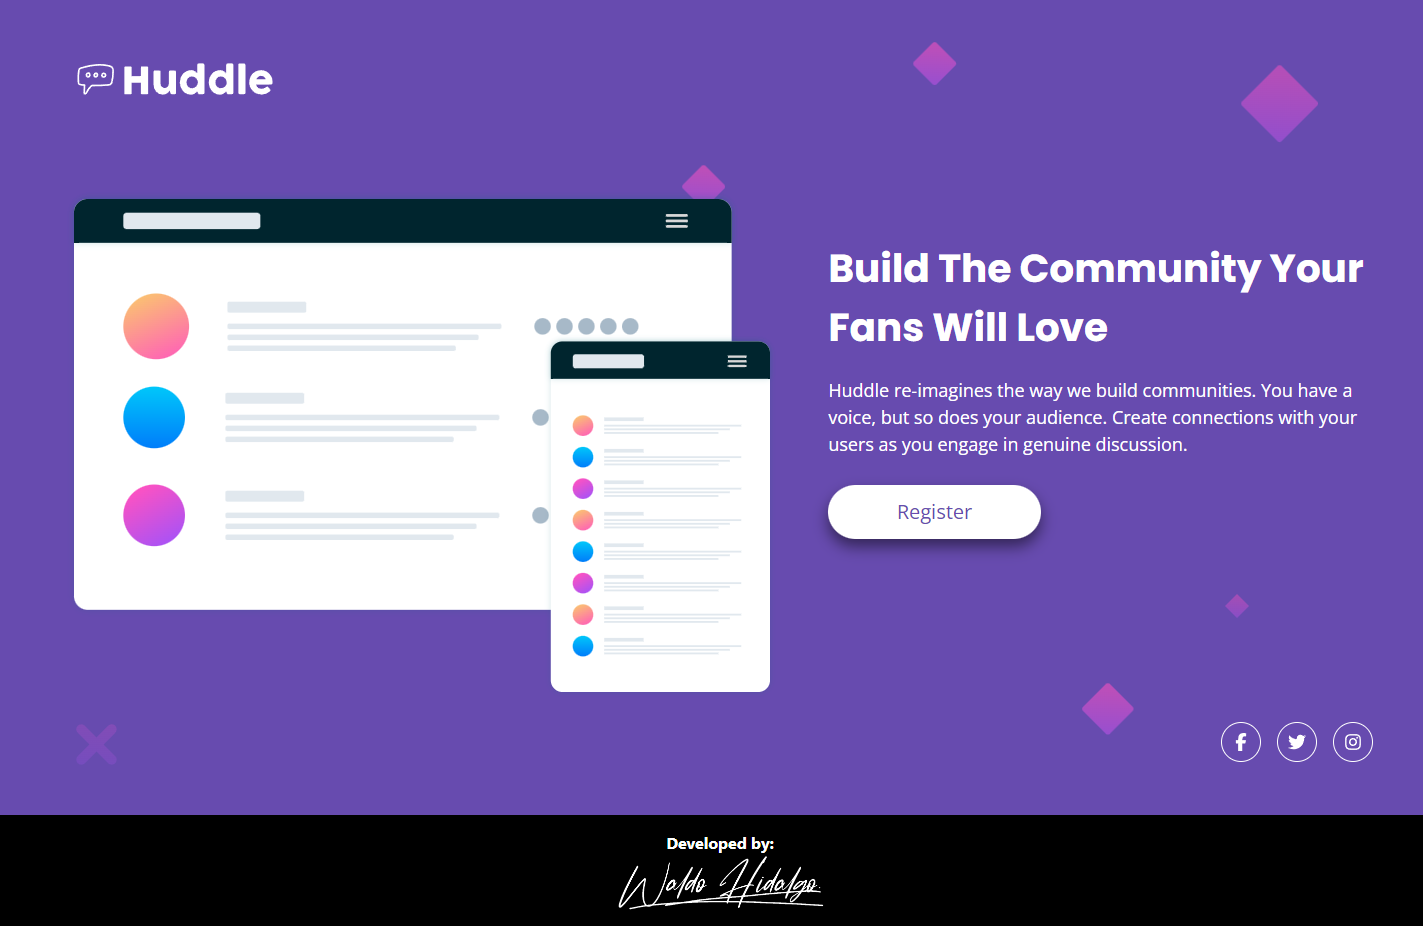 Huddle
Build The Community Your
Fans Will Love
Huddle re-imagines the way we build communities. You have a
voice, but so does your audience. Create connections with your
users as you engage in genuine discussion.
Register
Developed by:
Waldo Hidalgo.